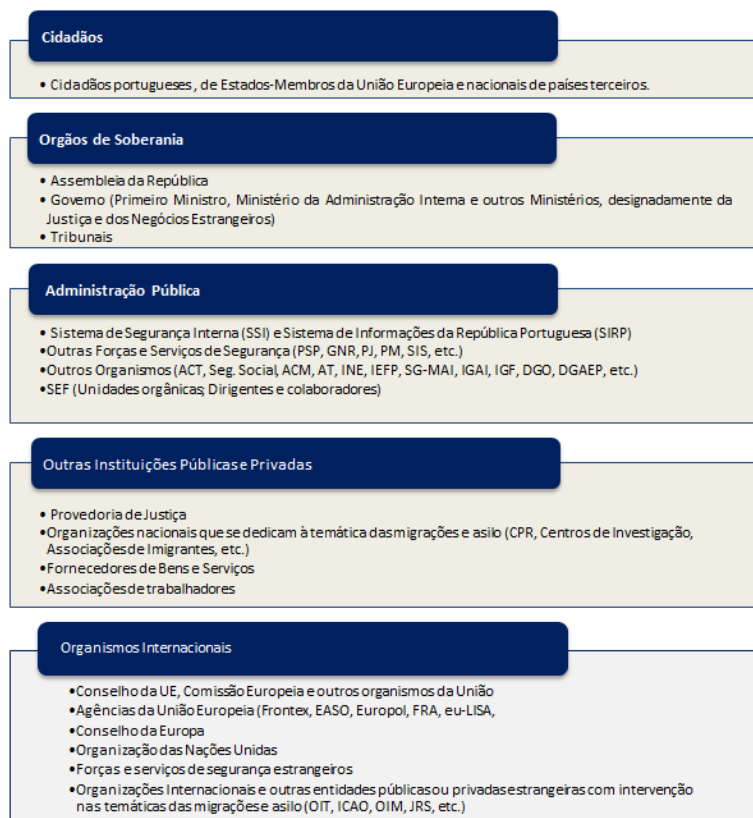 Cidadãos
• Cidadãos portugueses, de Estados-Membros da União Europeia e nacionais de países terceiros.
Orgãos de Soberania
• Assembleia da República
• Governo (Primeiro Ministro, Ministério da Administração Interna e outros Ministérios, designadamente da
Justiça e dos Negócios Estrangeiros)
• Tribunais
Administração Pública
• Sistema de Segurança Interna (SSI) e Sistema de Informações da República Portuguesa (SIRP)
•Outras Forças e Serviços de Segurança (PSP, GNR, PJ, PM, SIS, etc.)
•Outros Organismos (ACT, Seg. Social, ACM, AT, INE, IEFP, SG-MAI, IGAI, IGF, DGO, DGAEP, etc.)
•SEF (Unidades orgânicas; Dirigentes e colaboradores)
Outras Instituições Públicas e Privadas
• Provedoria de Justiça
•Organizações nacionais que se dedicam à temática das migrações e asilo (CPR, Centros de Investigação,
Associações de Imigrantes, etc.)
•Fornecedores de Bens e Serviços
•Associações de trabalhadores
Organismos Internacionais
•Conselho da UE, Comissão Europeia e outros organismos da União
•Agências da União Europeia (Frontex, EASO, Europol, FRA, eu-LISA,
•Conselho da Europa
•Organização das Nações Unidas
•Forças e serviços de segurança estrangeiros
•Organizações Internacionais e outras entidades públicas ou privadas estrangeiras com intervenção
nas temáticas das migrações e asilo (OIT, ICAO, OIM, JRS, etc.)